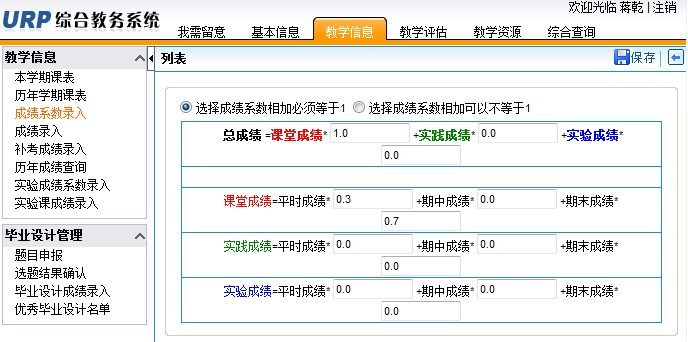 URP 综合教务系统
欢迎光临 蒋乾 | 注销
我需留意 基本信息 教学信息 教学评估 教学资源 综合查询
教学信息
本学期课表
历年学期课表
成绩系数录入
成绩录入
补考成绩录入
历年成绩查询
实验成绩系数录入
实验课成绩录入
毕业设计管理
题目申报
选题结果确认
毕业设计成绩录入
优秀毕业设计名单
列表 保存
选择成绩系数相加必须等于1 选择成绩系数相加可以不等于1
总成绩 =课堂成绩* 1.0 +实践成绩* 0.0 +实验成绩*
0.0
课堂成绩=平时成绩* 0.3 +期中成绩* 0.0 +期末成绩*
0.7
实践成绩=平时成绩* 0.0 +期中成绩* 0.0 +期末成绩*
0.0
实验成绩=平时成绩* 0.0 +期中成绩* 0.0 +期末成绩*
0.0